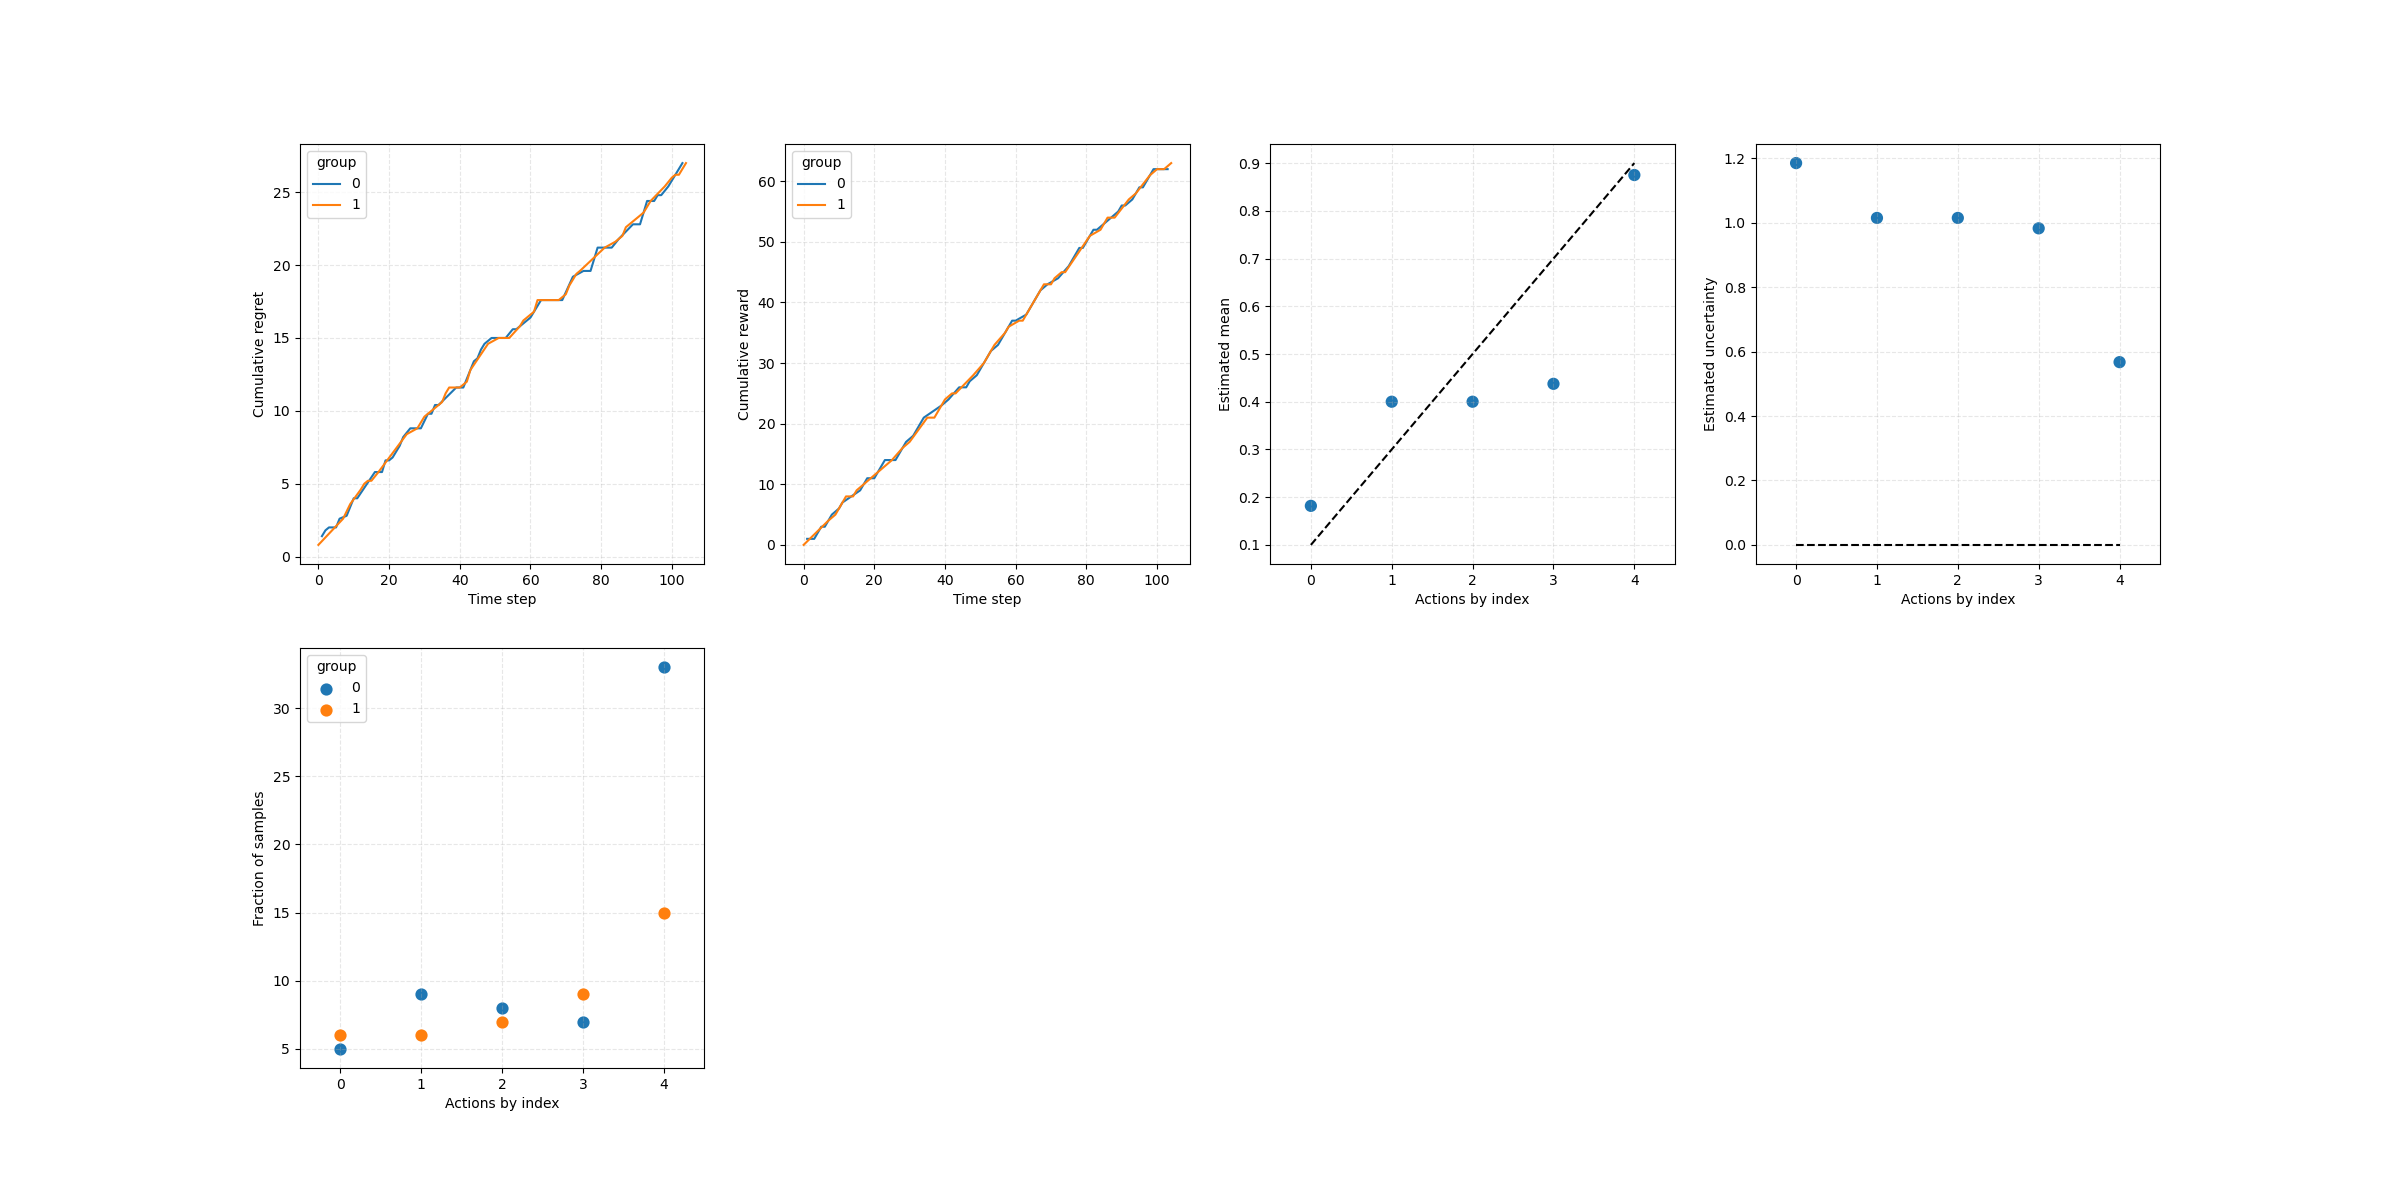 group
0
1
25
20
15
10
5
0
Cumulative regret
0 20 40 60 80 100
Time step
group
0
1
60
50
40
30
20
10
0
Cumulative reward
0 20 40 60 80 100
Time step
0.9
0.8
0.7
0.6
0.5
0.4
0.3
0.2
0.1
Estimated mean
0 1 2 3 4
Actions by index
1.2
1.0
0.8
0.6
0.4
0.2
0.0
Estimated uncertainty
0 1 2 3 4
Actions by index
group
0
1
30
25
20
15
10
5
Fraction of samples
0 1 2 3 4
Actions by index